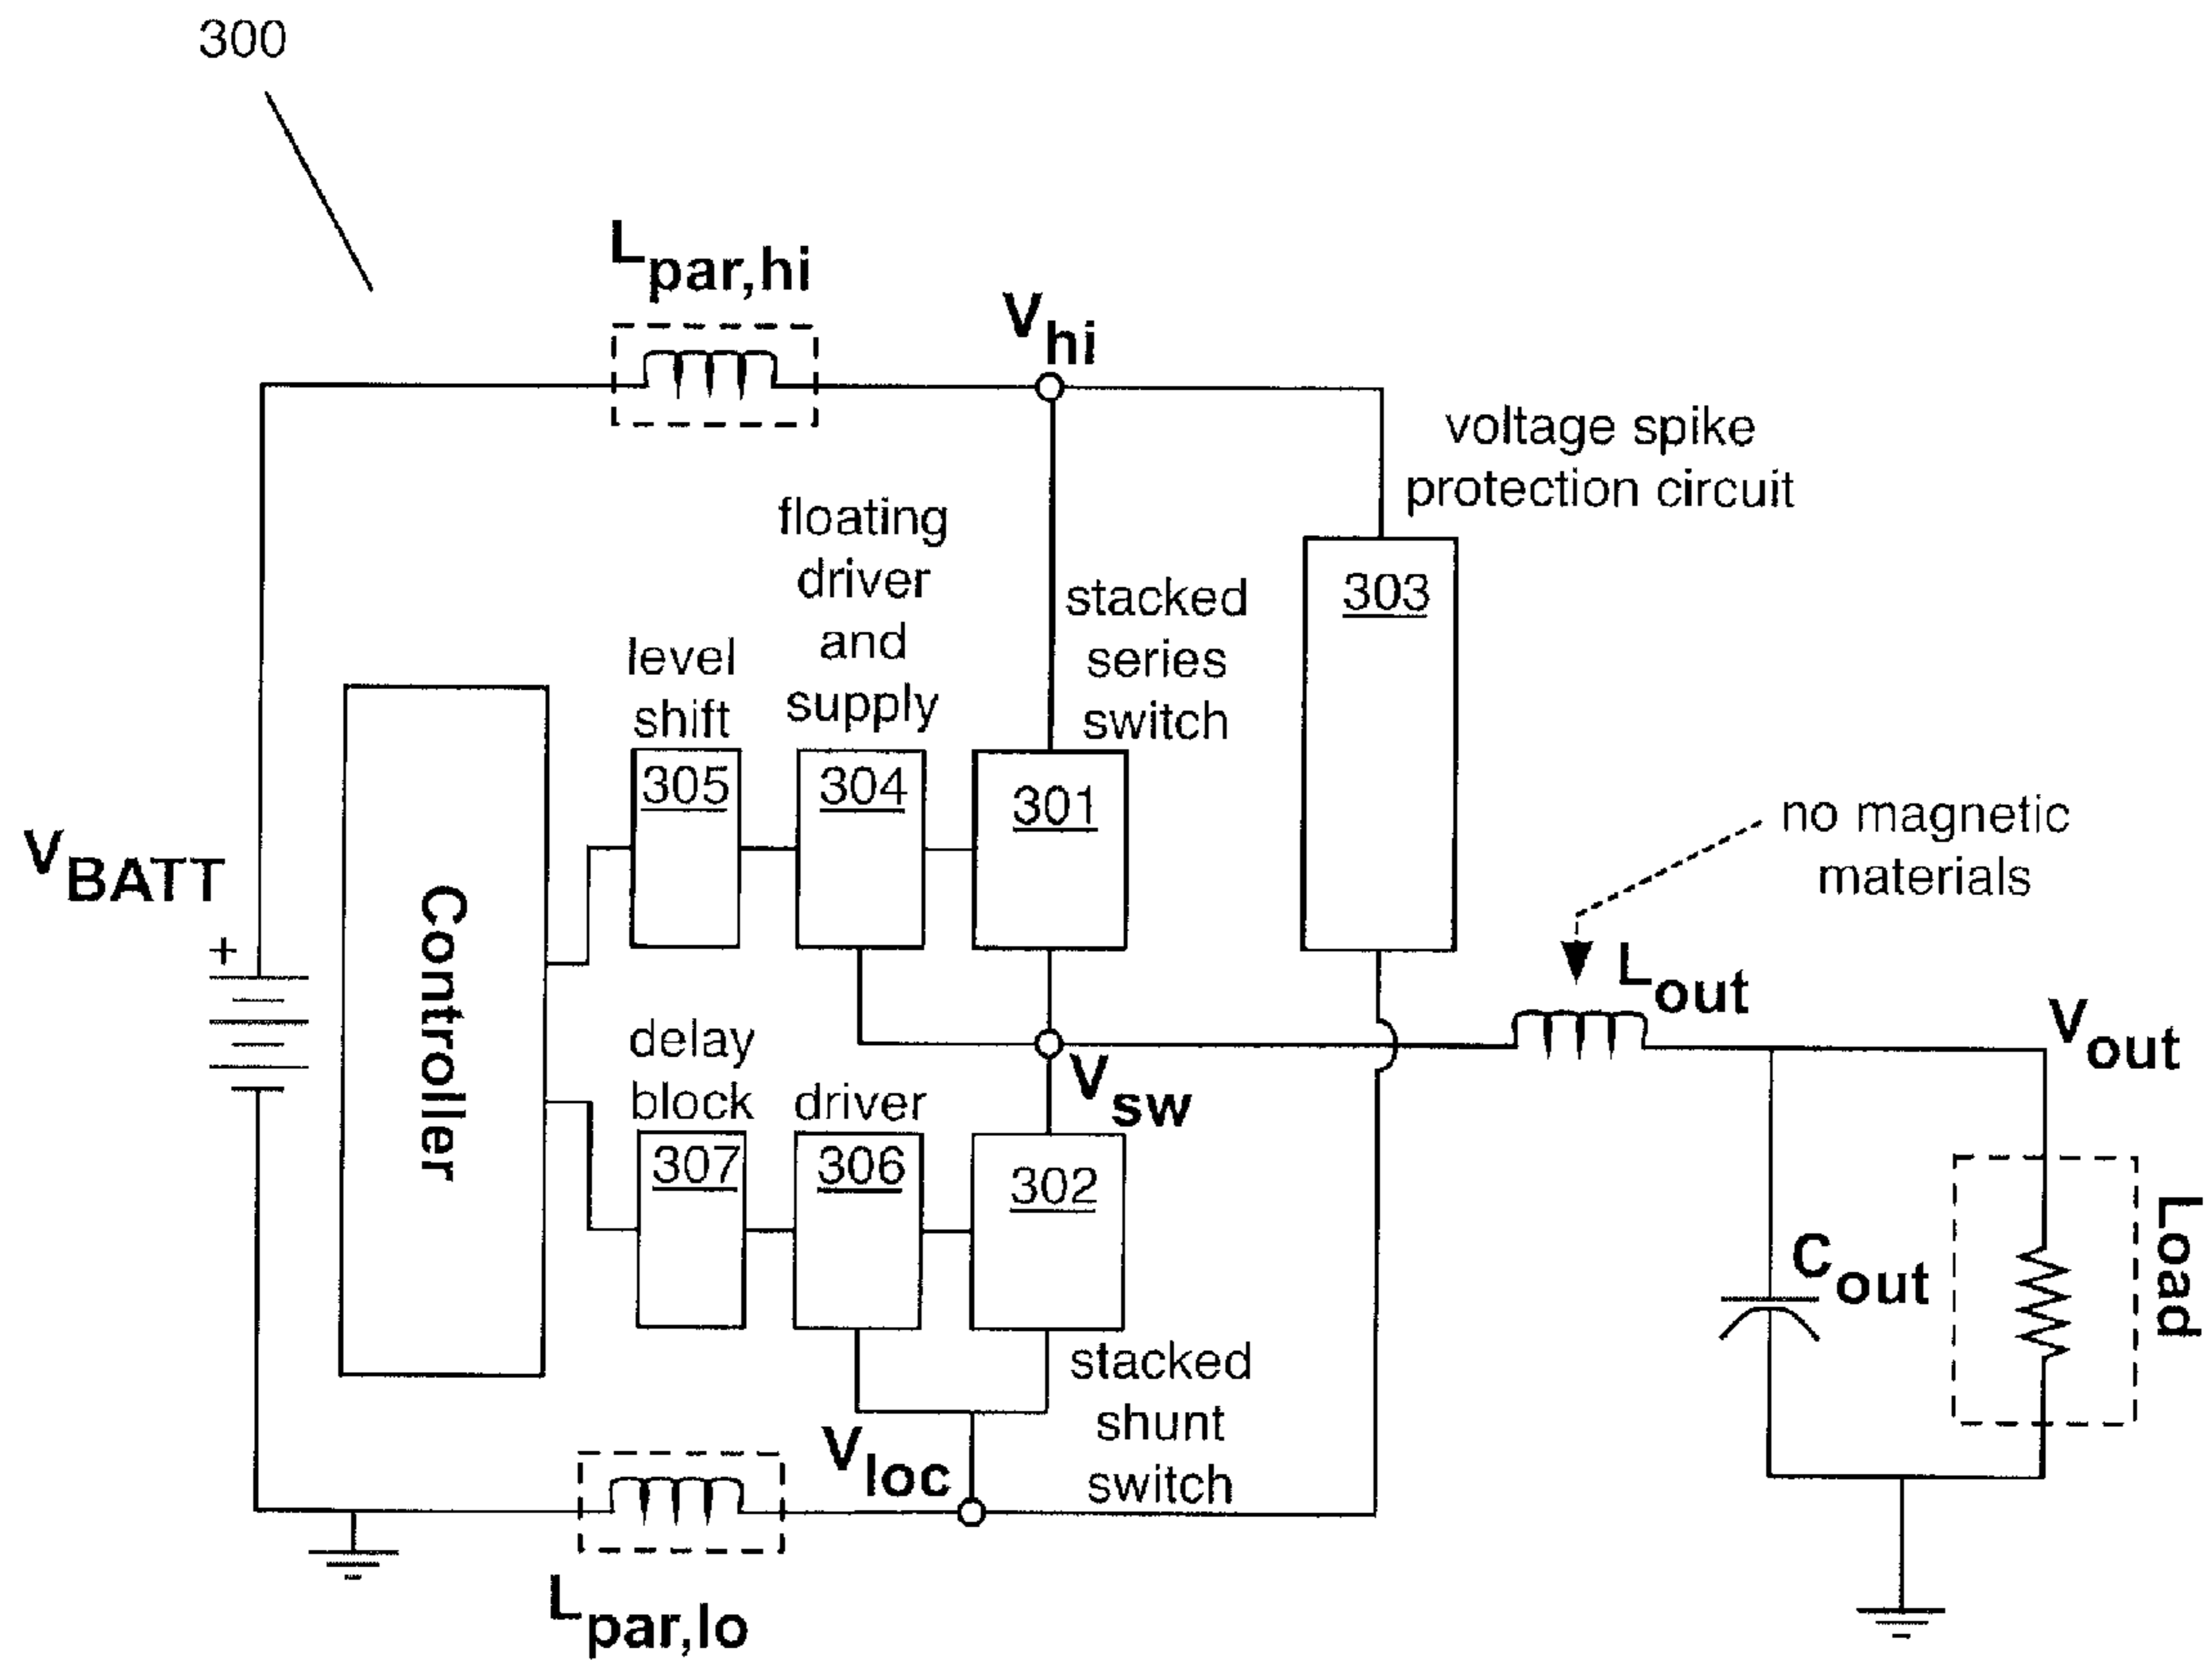 300
Lpar,hi
Vhi
voltage spike
protection circuit
floating
driver
and
supply
stacked
series
switch
303
level
shift
305
304
301
no magnetic
materials
VBATT
+
Controller
Lout
Vout
delay
block
driver
Vsw
307
306
302
Cout
Load
stacked
shunt
switch
Vloc
Lpar,lo